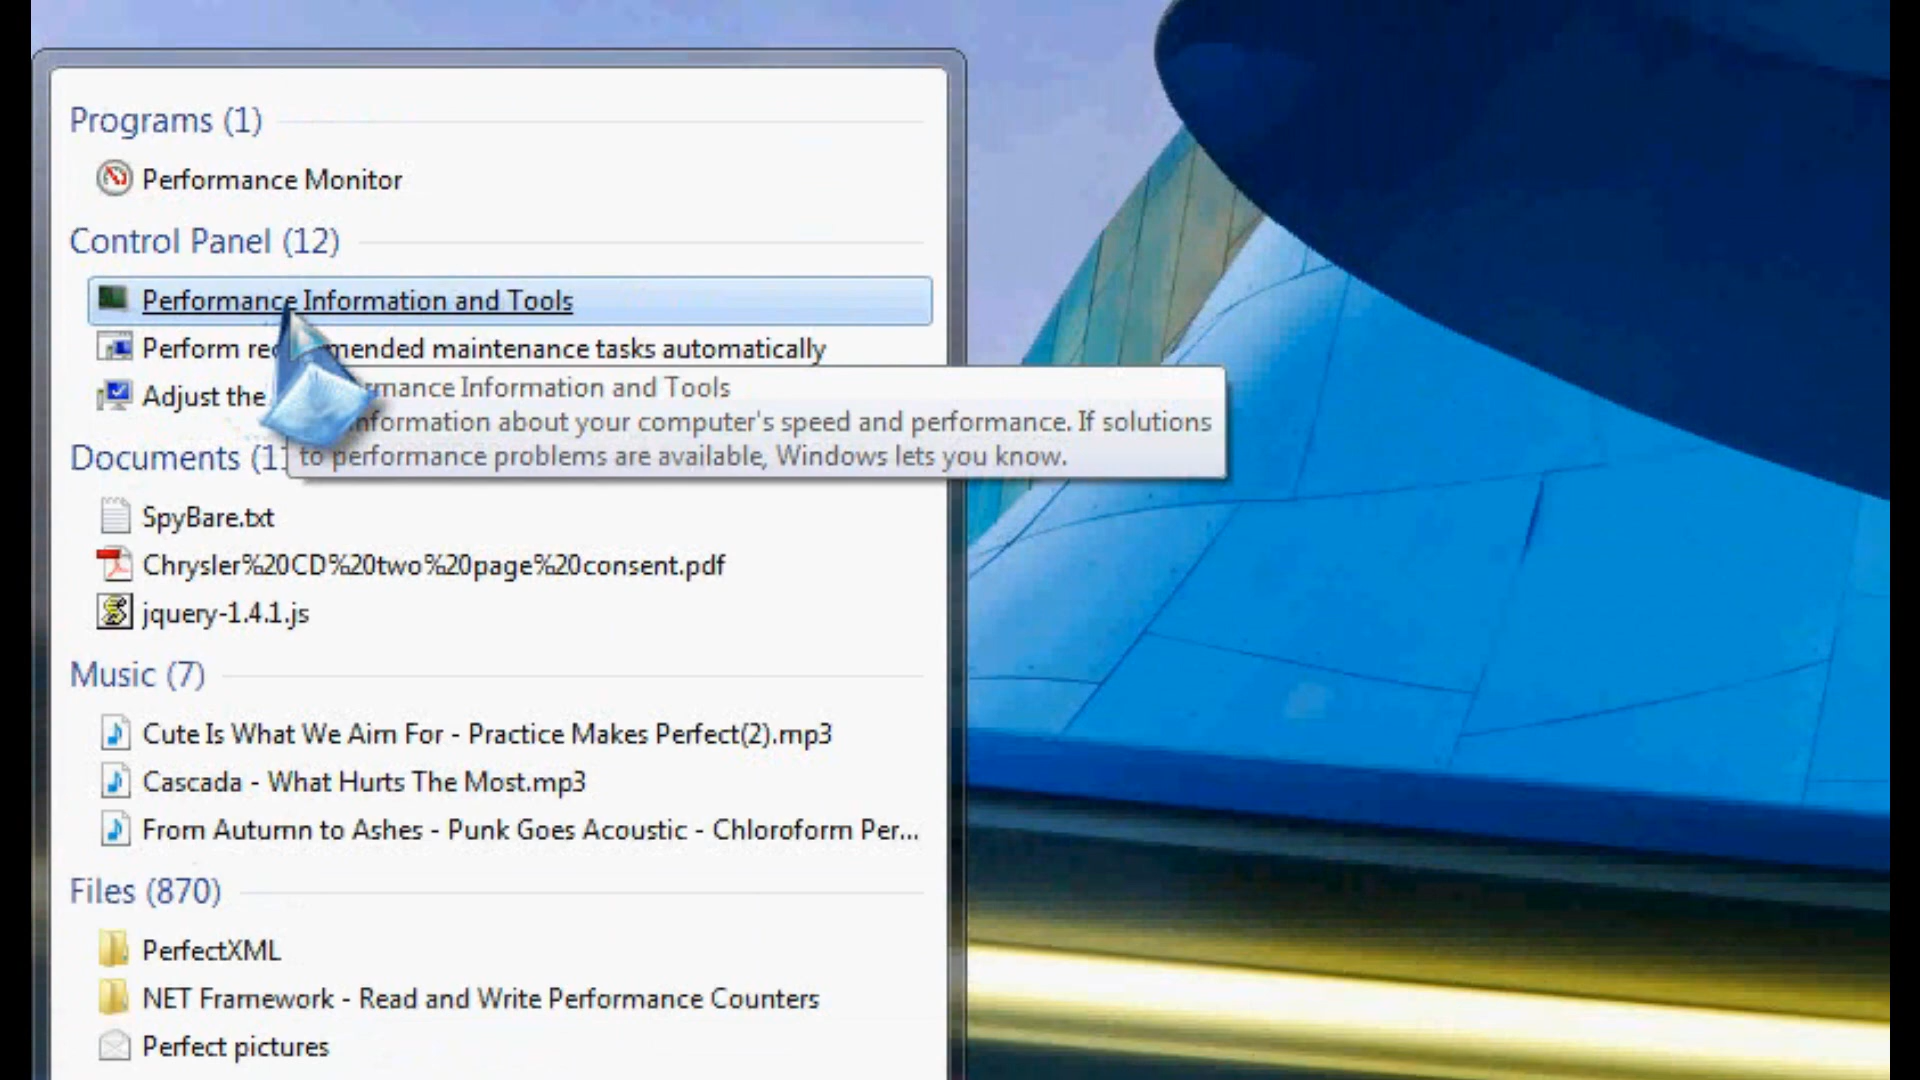 Programs (1)
Performance Monitor
Control Panel (12)
Performance Information and Tools
Perform mended maintenance tasks automatically
Adjust the
mance Information and Tools
information about your computer's speed and performance. If solutions
to performance problems are available, Windows lets you know.
Documents
SpyBare.txt
Chrysler%20CD%20two%20page%20consent.pdf
jquery-1.4.1.js
Music (7)
Cute Is What We Aim For - Practice Makes Perfect(2).mp3
Cascada - What Hurts The Most.mp3
From Autumn to Ashes - Punk Goes Acoustic - Chloroform Per...
Files (870)
PerfectXML
NET Framework - Read and Write Performance Counters
Perfect pictures